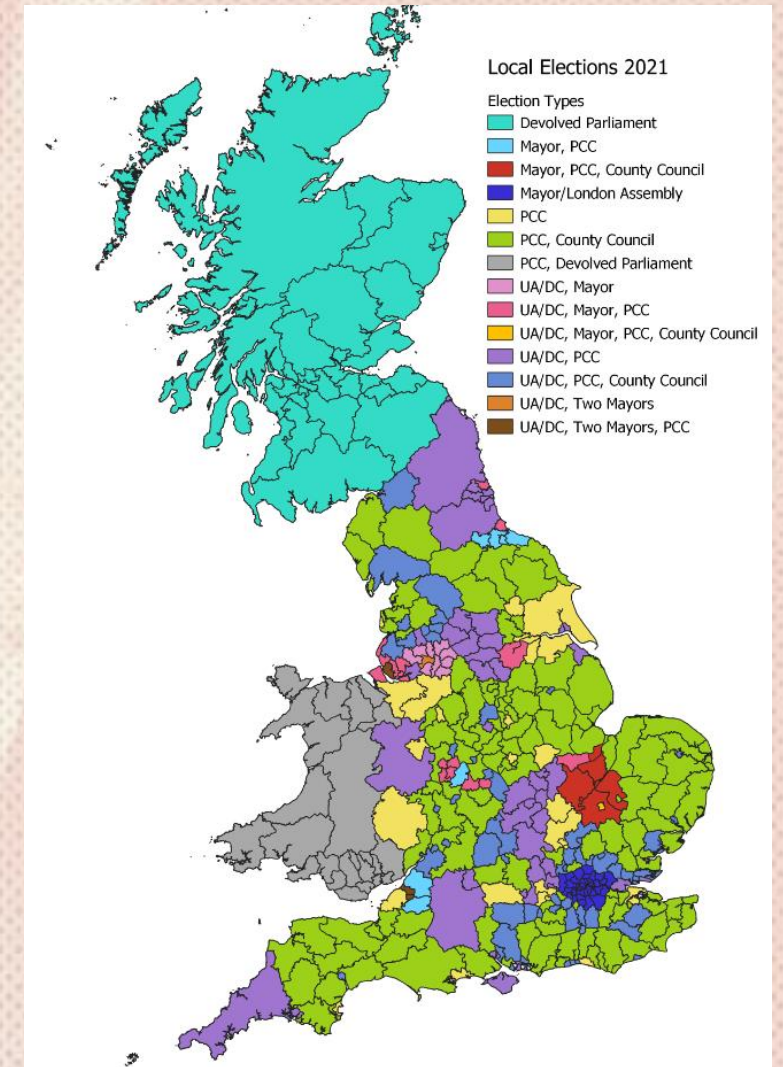 Local Elections 2021
Election Types
Devolved Parliament
Mayor, PCC
Mayor, PCC, County Council
Mayor/London Assembly
PCC
PCC, County Council
PCC, Devolved Parliament
UA/DC, Mayor
UA/DC, Mayor, PCC
UA/DC, Mayor, PCC, County Council
UA/DC, PCC
UA/DC, PCC, County Council
UA/DC, Two Mayors
UA/DC, Two Mayors, PCC